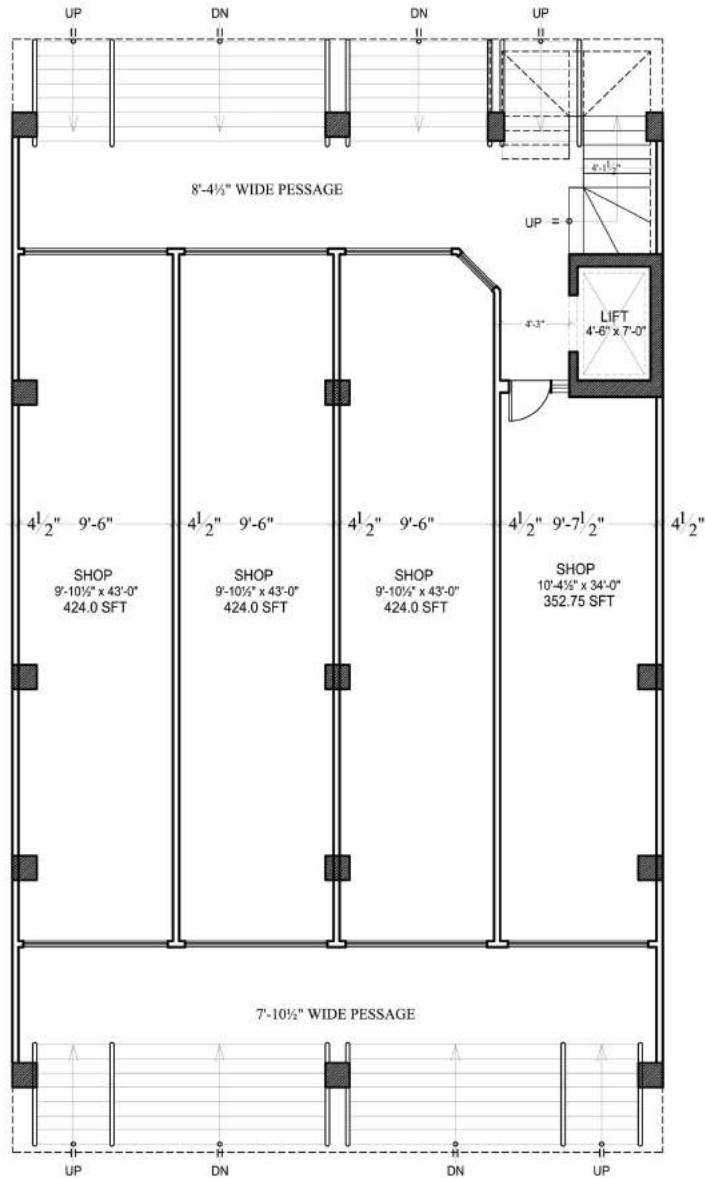 UP
DN
DN
UP
8'-4½" WIDE PESSAGE
4'-1½"
UP
LIFT
4'-6" x 7'-0"
4'-3"
4½" 9'-6" 4½" 9'-6" 4½" 9'-6" 4½" 9'-7½" 4½"
SHOP
9'-10½" x 43'-0"
424.0 SFT
SHOP
9'-10½" x 43'-0"
424.0 SFT
SHOP
9'-10½" x 43'-0"
424.0 SFT
SHOP
10'-4½" x 34'-0"
352.75 SFT
7'-10½" WIDE PESSAGE
UP
DN
DN
UP